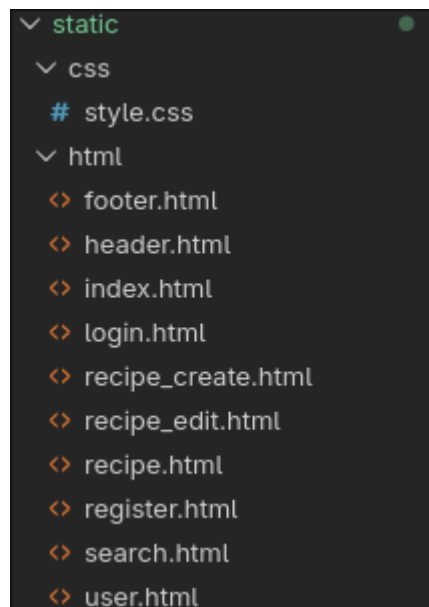 static
css
# style.css
html
<> footer.html
<> header.html
<> index.html
<> login.html
<> recipe_create.html
<> recipe_edit.html
<> recipe.html
<> register.html
<> search.html
<> user.html